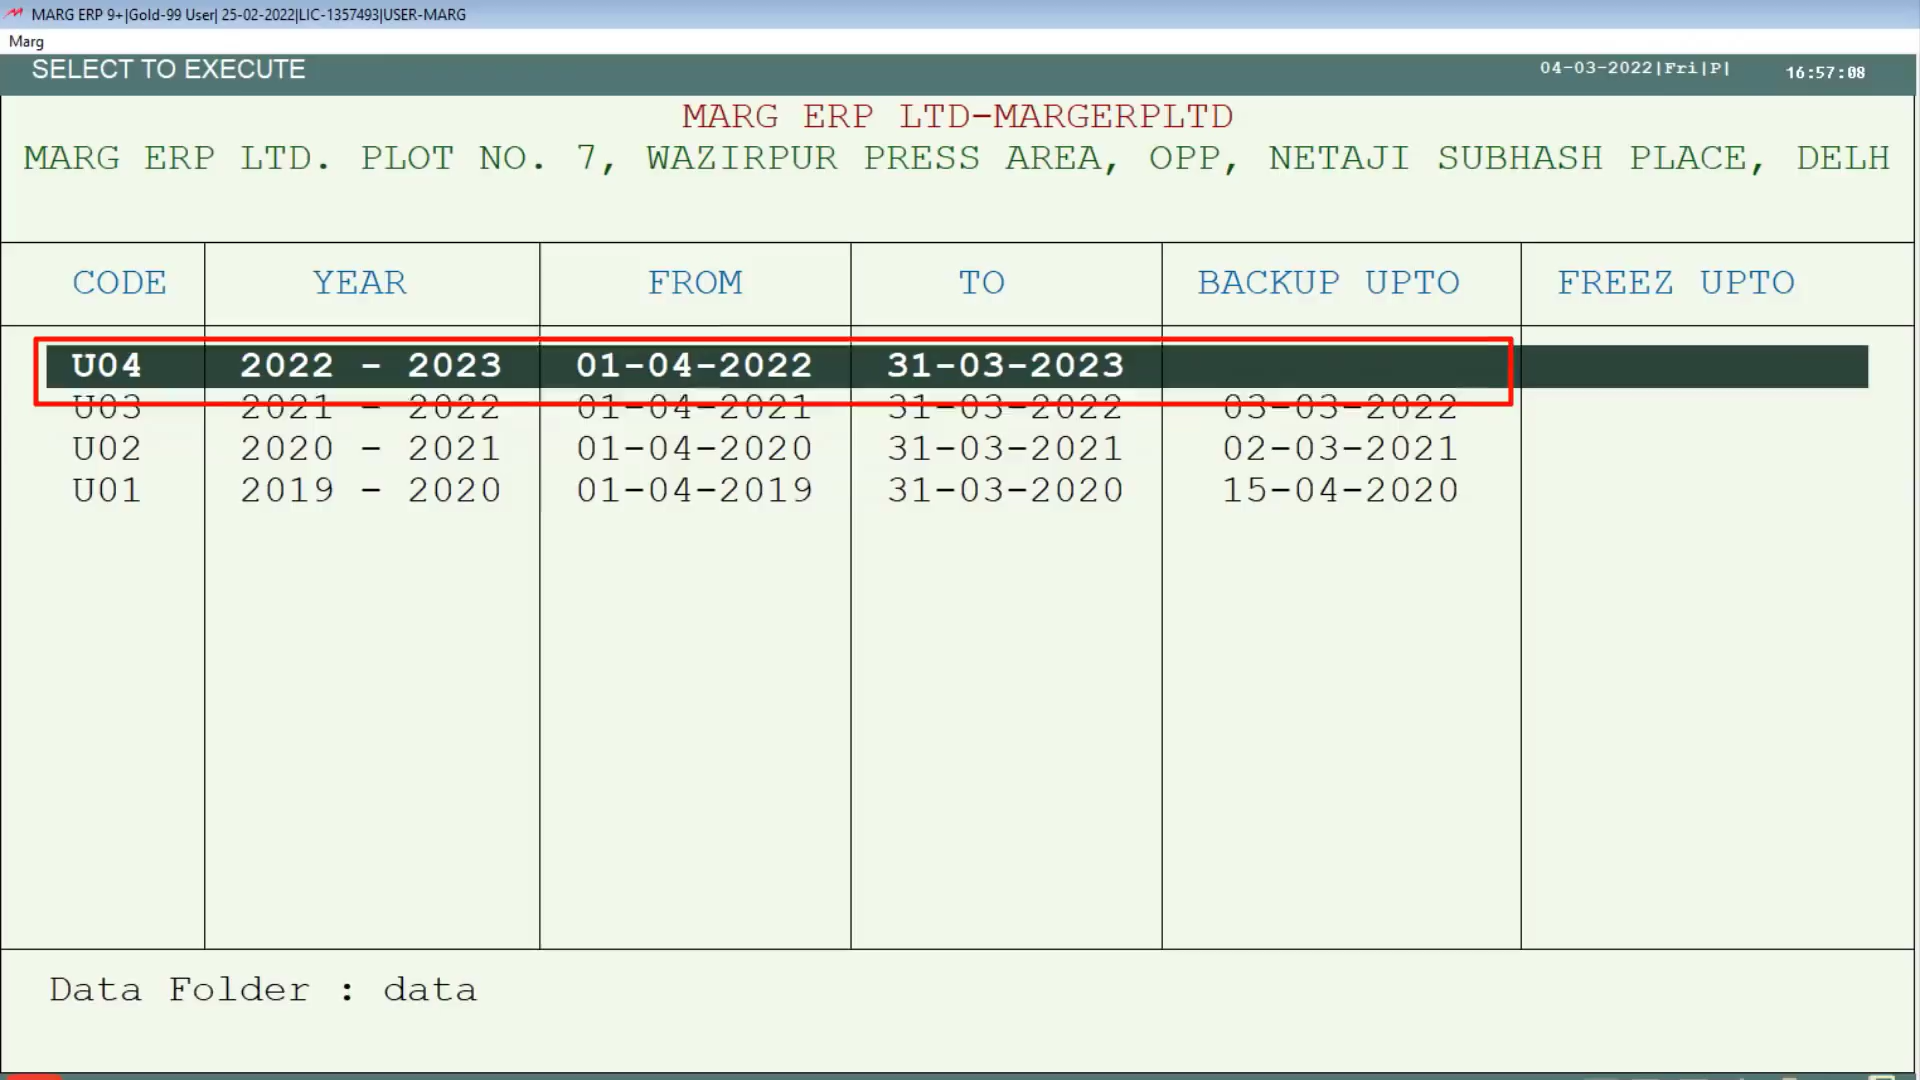 MARG ERP 9+|Gold-99 User| 25-02-2022|LIC-1357493|USER-MARG
Marg
SELECT TO EXECUTE 04-03-2022|Fri|P| 16:57:08
MARG ERP LTD-MARGERPLTD
MARG ERP LTD. PLOT NO. 7, WAZIRPUR PRESS AREA, OPP, NETAJI SUBHASH PLACE, DELH
CODE YEAR FROM TO BACKUP UPTO FREEZ UPTO
U04 2022 - 2023 01-04-2022 31-03-2023
U03 2021 - 2022 01-04-2021 31-03-2022 03-03-2022
U02 2020 - 2021 01-04-2020 31-03-2021 02-03-2021
U01 2019 - 2020 01-04-2019 31-03-2020 15-04-2020
Data Folder : data